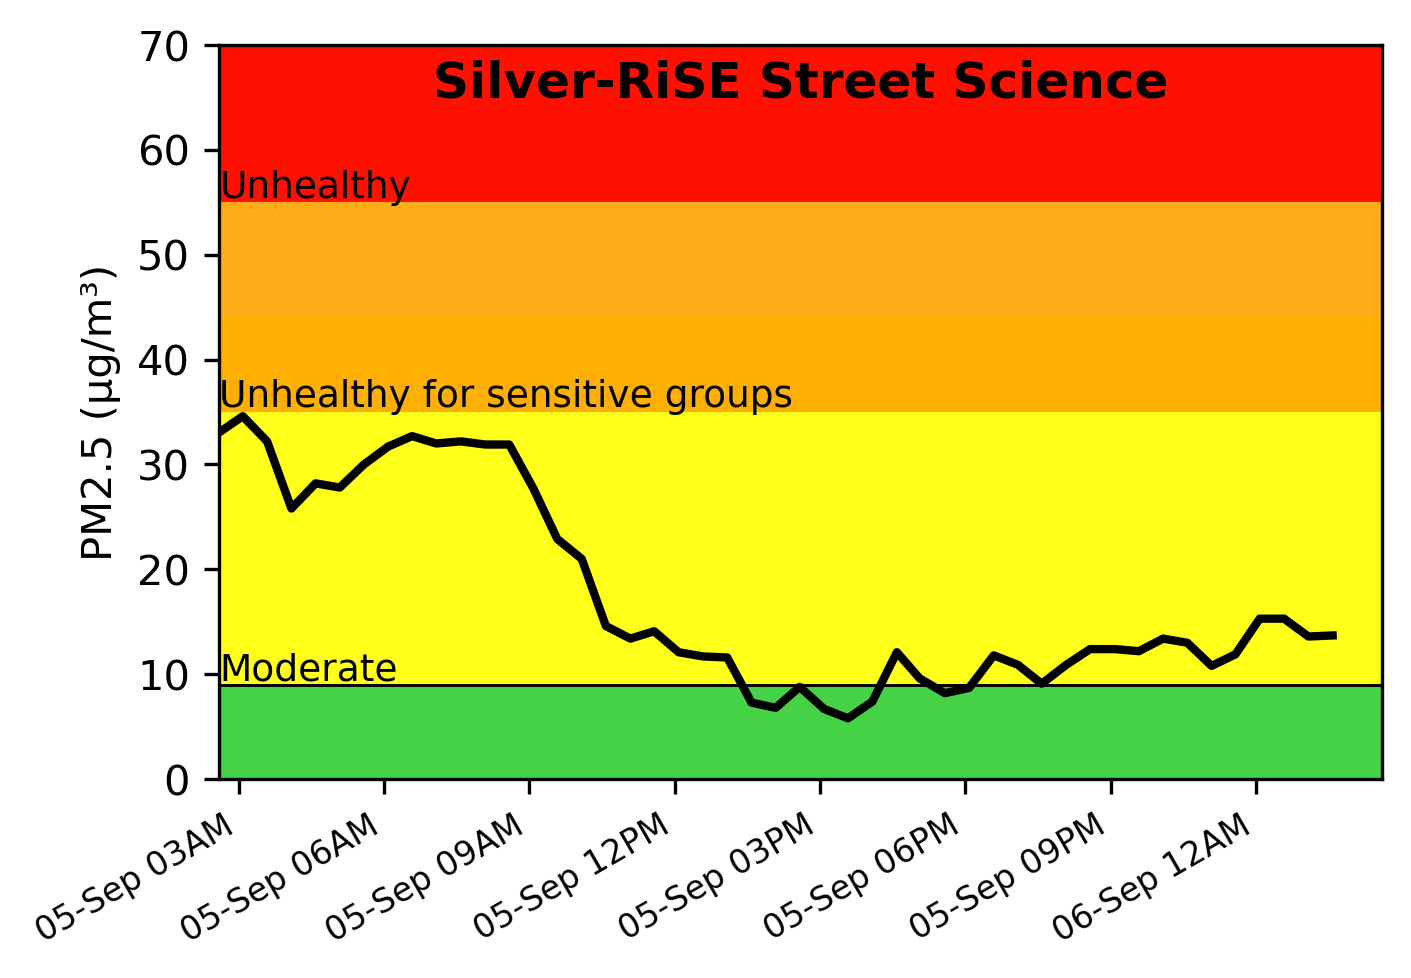 Silver-RiSE Street Science
70
60
Unhealthy
50
PM2.5 (µg/m³)
40
Unhealthy for sensitive groups
30
20
Moderate
10
0
05-Sep 03AM
05-Sep 06AM
05-Sep 09AM
05-Sep 12PM
05-Sep 03PM
05-Sep 06PM
05-Sep 09PM
06-Sep 12AM